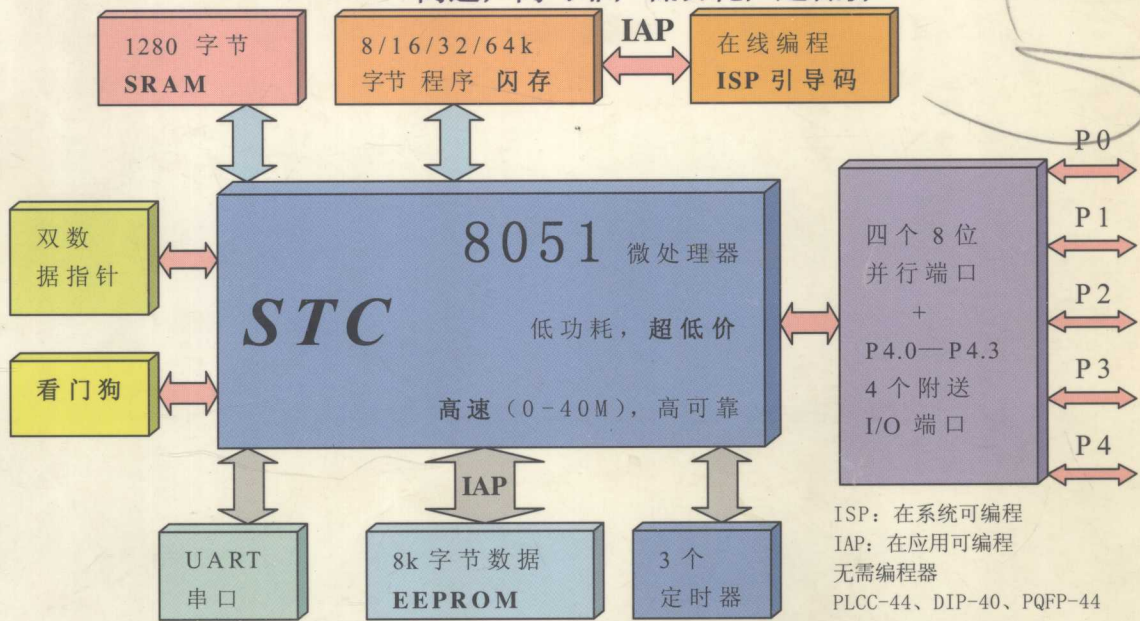 1280 字节
SRAM
8/16/32/64k
字节 程序 闪存
IAP
在线编程
ISP 引导码
双数
据指针
看门狗
8051 微处理器
STC
低功耗，超低价
高速（0-40M），高可靠
四个 8 位
并行端口
+
P4.0—P4.3
4 个附送
I/O 端口
P0
P1
P2
P3
P4
UART
串口
IAP
8k 字节数据
EEPROM
3 个
定时器
ISP：在系统可编程
IAP：在应用可编程
无需编程器
PLCC-44、DIP-40、PQFP-44